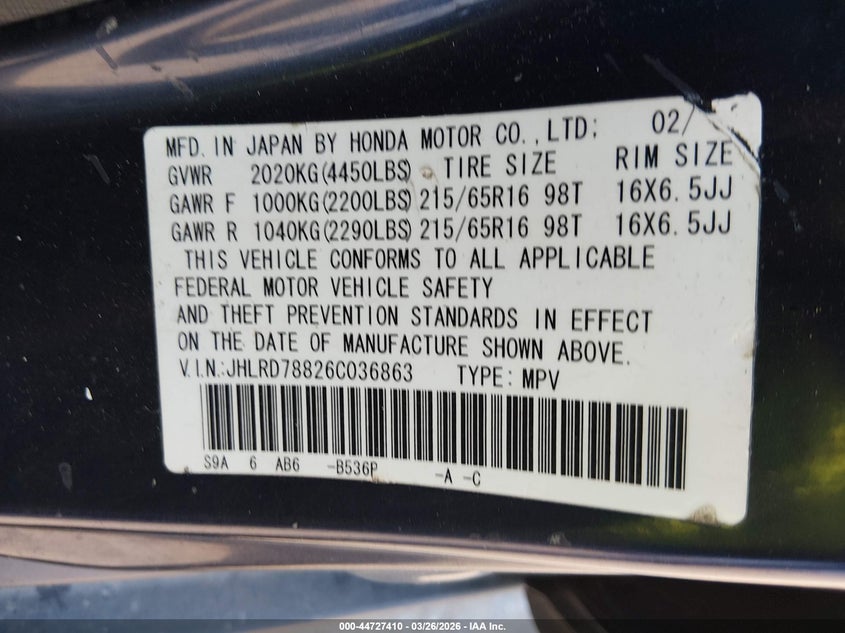 MFD. IN JAPAN BY HONDA MOTOR CO.,LTD: 02/
GVWR 2020KG(4450LBS) TIRE SIZE RIM SIZE
GAWR F 1000KG(2200LBS) 215/65R16 98T 16X6.5JJ
GAWR R 1040KG(2290LBS) 215/65R16 98T 16X6.5JJ
THIS VEHICLE CONFORMS TO ALL APPLICABLE
FEDERAL MOTOR VEHICLE SAFETY
AND THEFT PREVENTION STANDARDS IN EFFECT
ON THE DATE OF MANUFACTURE SHOWN ABOVE.
V.I.N.:JHLRD78826C036863 TYPE: MPV
S9A 6 AB6 -B536P -A -C
000-44727410 | 03/26/2026 | IAA Inc.